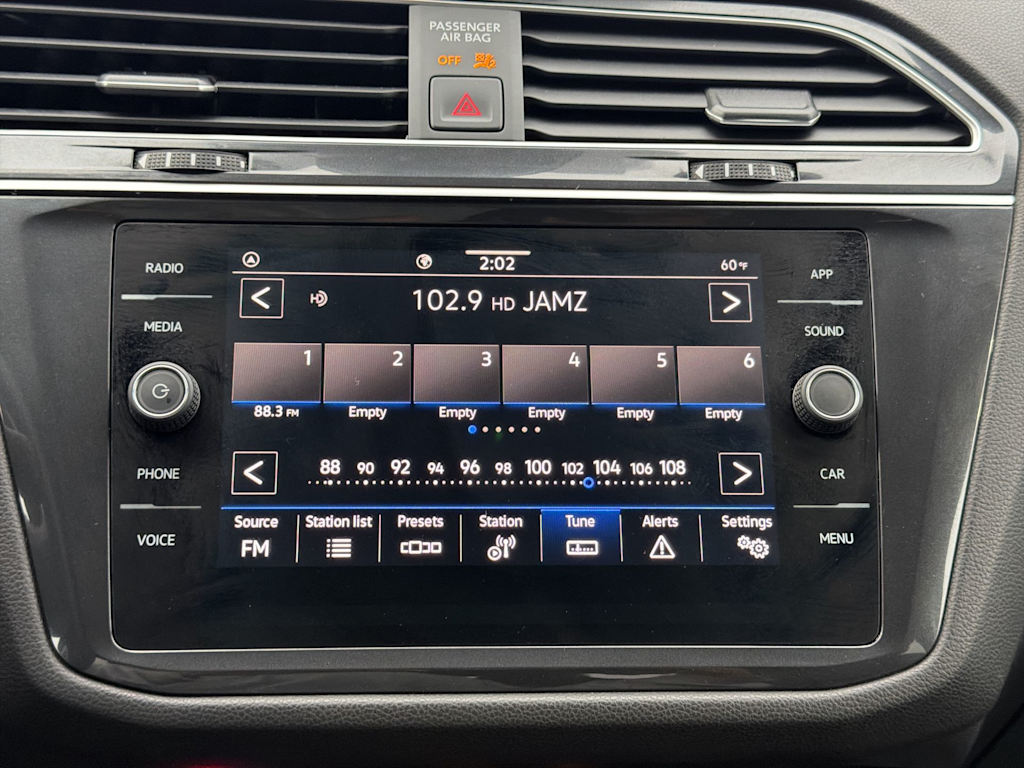 PASSENGER
AIR BAG
OFF
RADIO
MEDIA
PHONE
VOICE
2:02
60°F
HD
102.9 HD JAMZ
1 2 3 4 5 6
88.3 FM Empty Empty Empty Empty Empty
88 90 92 94 96 98 100 102 104 106 108
Source Station list Presets Station Tune Alerts Settings
FM
APP
SOUND
CAR
MENU